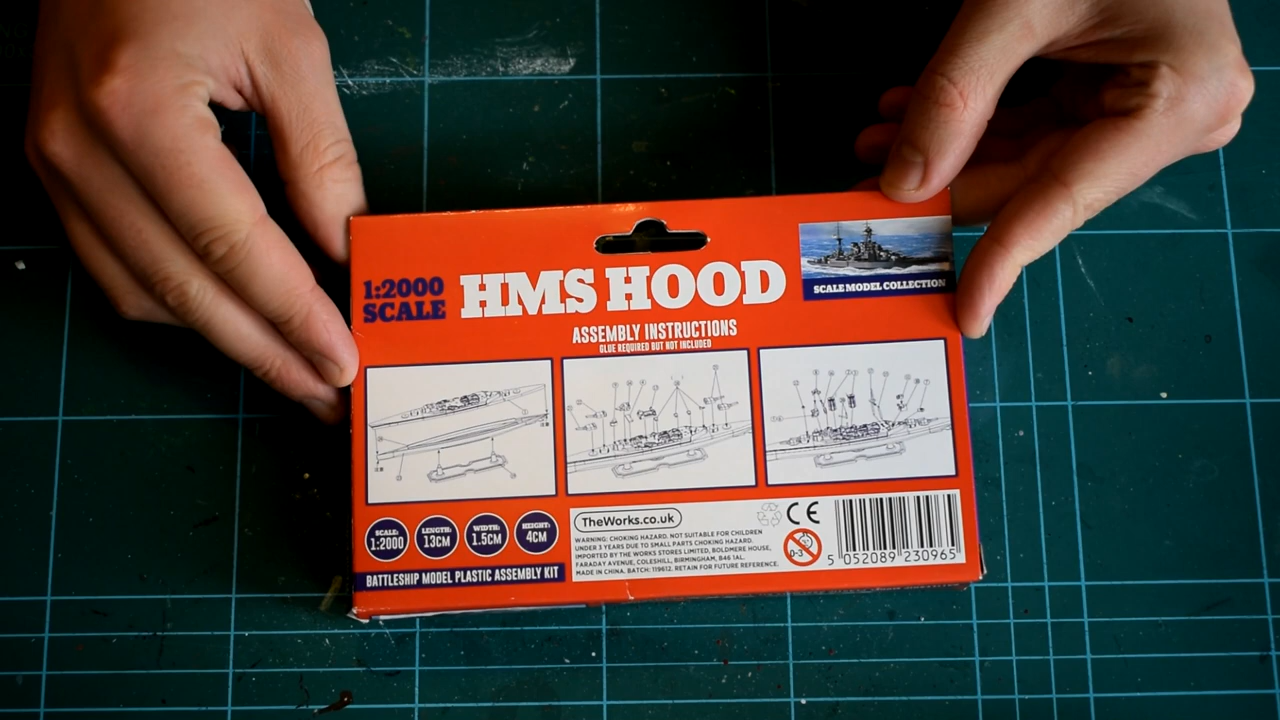 1:2000
SCALE
HMS HOOD
SCALE MODEL COLLECTION
ASSEMBLY INSTRUCTIONS
GLUE REQUIRED BUT NOT INCLUDED
SCALE:
1:2000
LENGTH:
13CM
WIDTH:
1.5CM
HEIGHT:
4CM
BATTLESHIP MODEL PLASTIC ASSEMBLY KIT
TheWorks.co.uk
WARNING: CHOKING HAZARD. NOT SUITABLE FOR CHILDREN
UNDER 3 YEARS DUE TO SMALL PARTS CHOKING HAZARD.
IMPORTED BY THE WORKS STORES LIMITED, BOLDMERE HOUSE,
FARADAY AVENUE, COLESHILL, BIRMINGHAM, B46 1AL.
MADE IN CHINA. BATCH: 119612. RETAIN FOR FUTURE REFERENCE.
CE
0-3
5 052089 230965